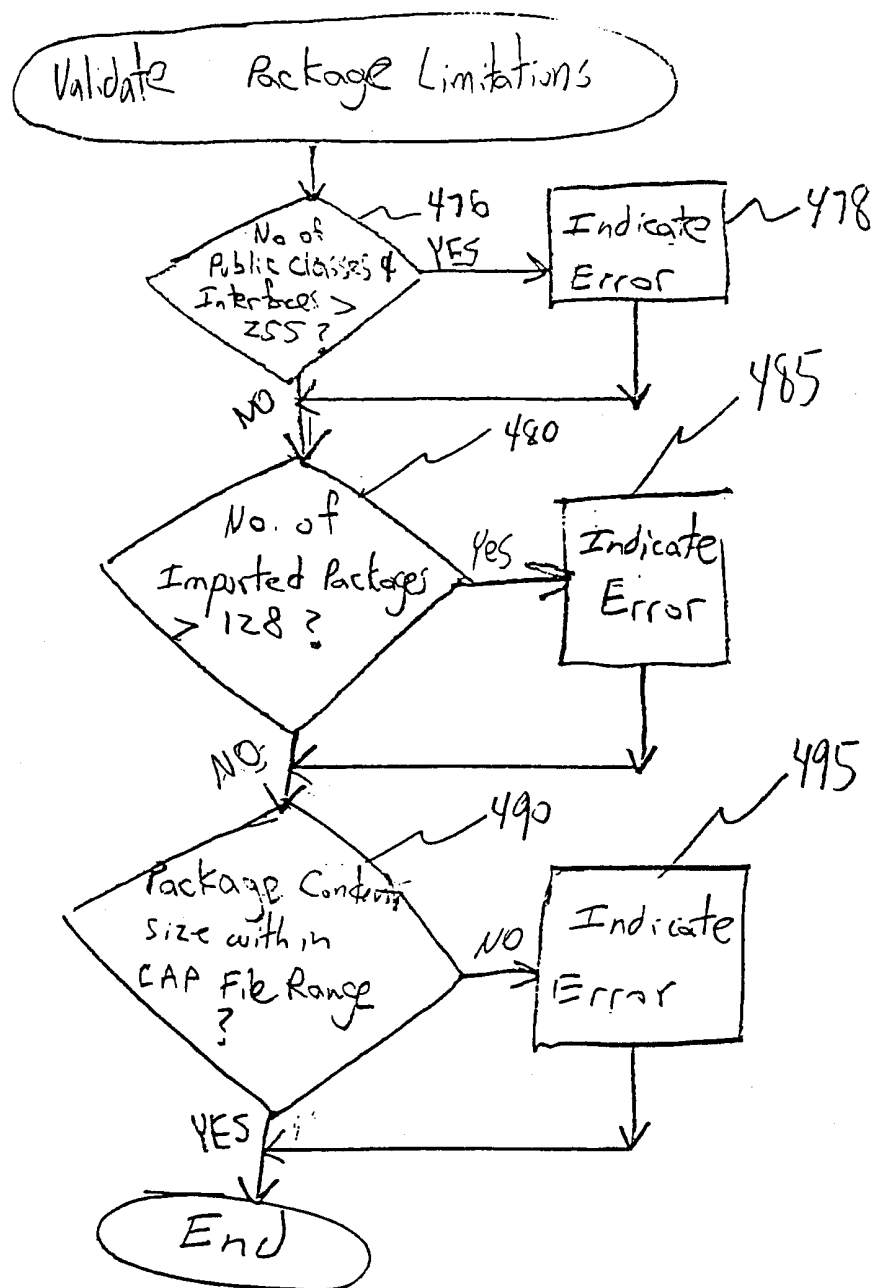 Validate Package Limitations
476
478
No of
Public Classes &
Interfaces >
255 ?
YES
Indicate
Error
NO
480
485
No. of
Imported Packages
> 128 ?
Yes
Indicate
Error
NO
490
495
Package
size within
CAP File Range
?
NO
Indicate
Error
YES
End